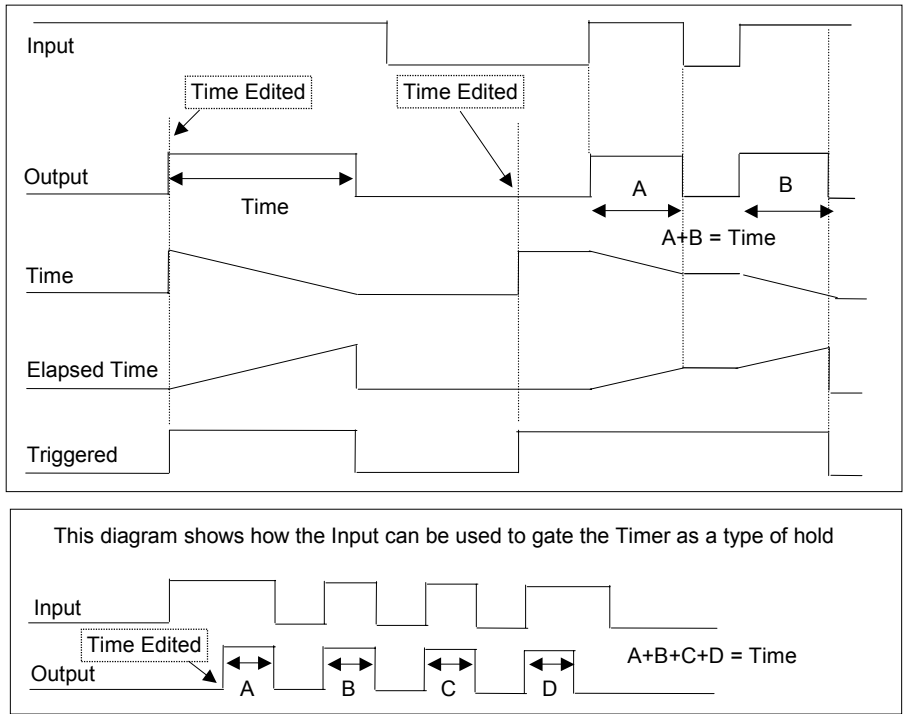 Input
Time Edited
Time Edited
Output
Time
A
B
A+B = Time
Time
Elapsed Time
Triggered
This diagram shows how the Input can be used to gate the Timer as a type of hold
Input
Time Edited
Output
A
B
C
D
A+B+C+D = Time